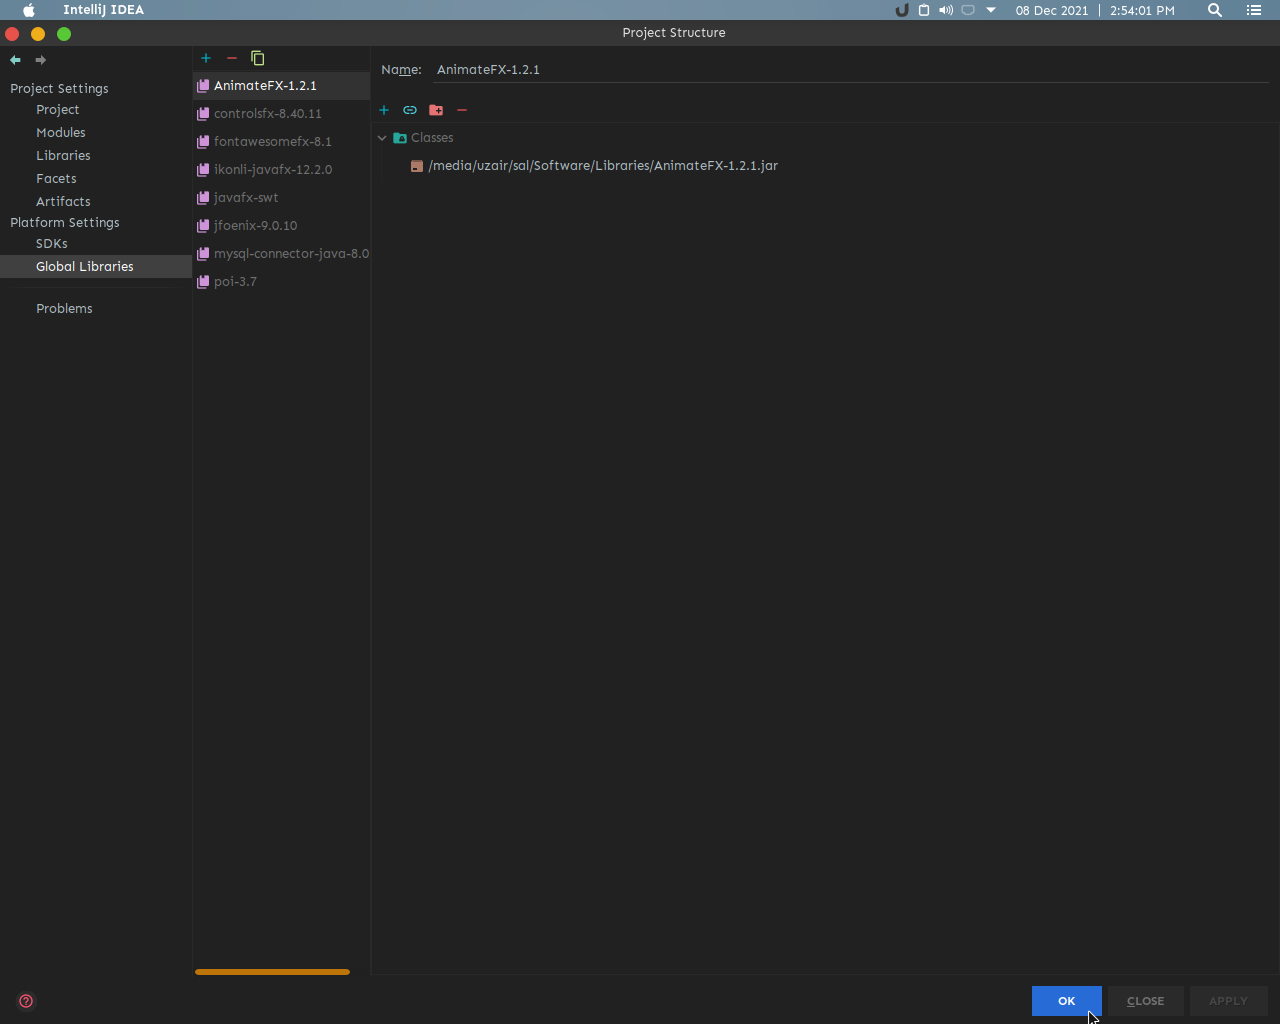 IntelliJ IDEA
08 Dec 2021 | 2:54:01 PM
Project Structure
Project Settings
Project
Modules
Libraries
Facets
Artifacts
Platform Settings
SDKs
Global Libraries
Problems
AnimateFX-1.2.1
controlsfx-8.40.11
fontawesomefx-8.1
ikonli-javafx-12.2.0
javafx-swt
jfoenix-9.0.10
mysql-connector-java-8.0
poi-3.7
Name: AnimateFX-1.2.1
Classes
/media/uzair/sal/Software/Libraries/AnimateFX-1.2.1.jar
OK CLOSE APPLY